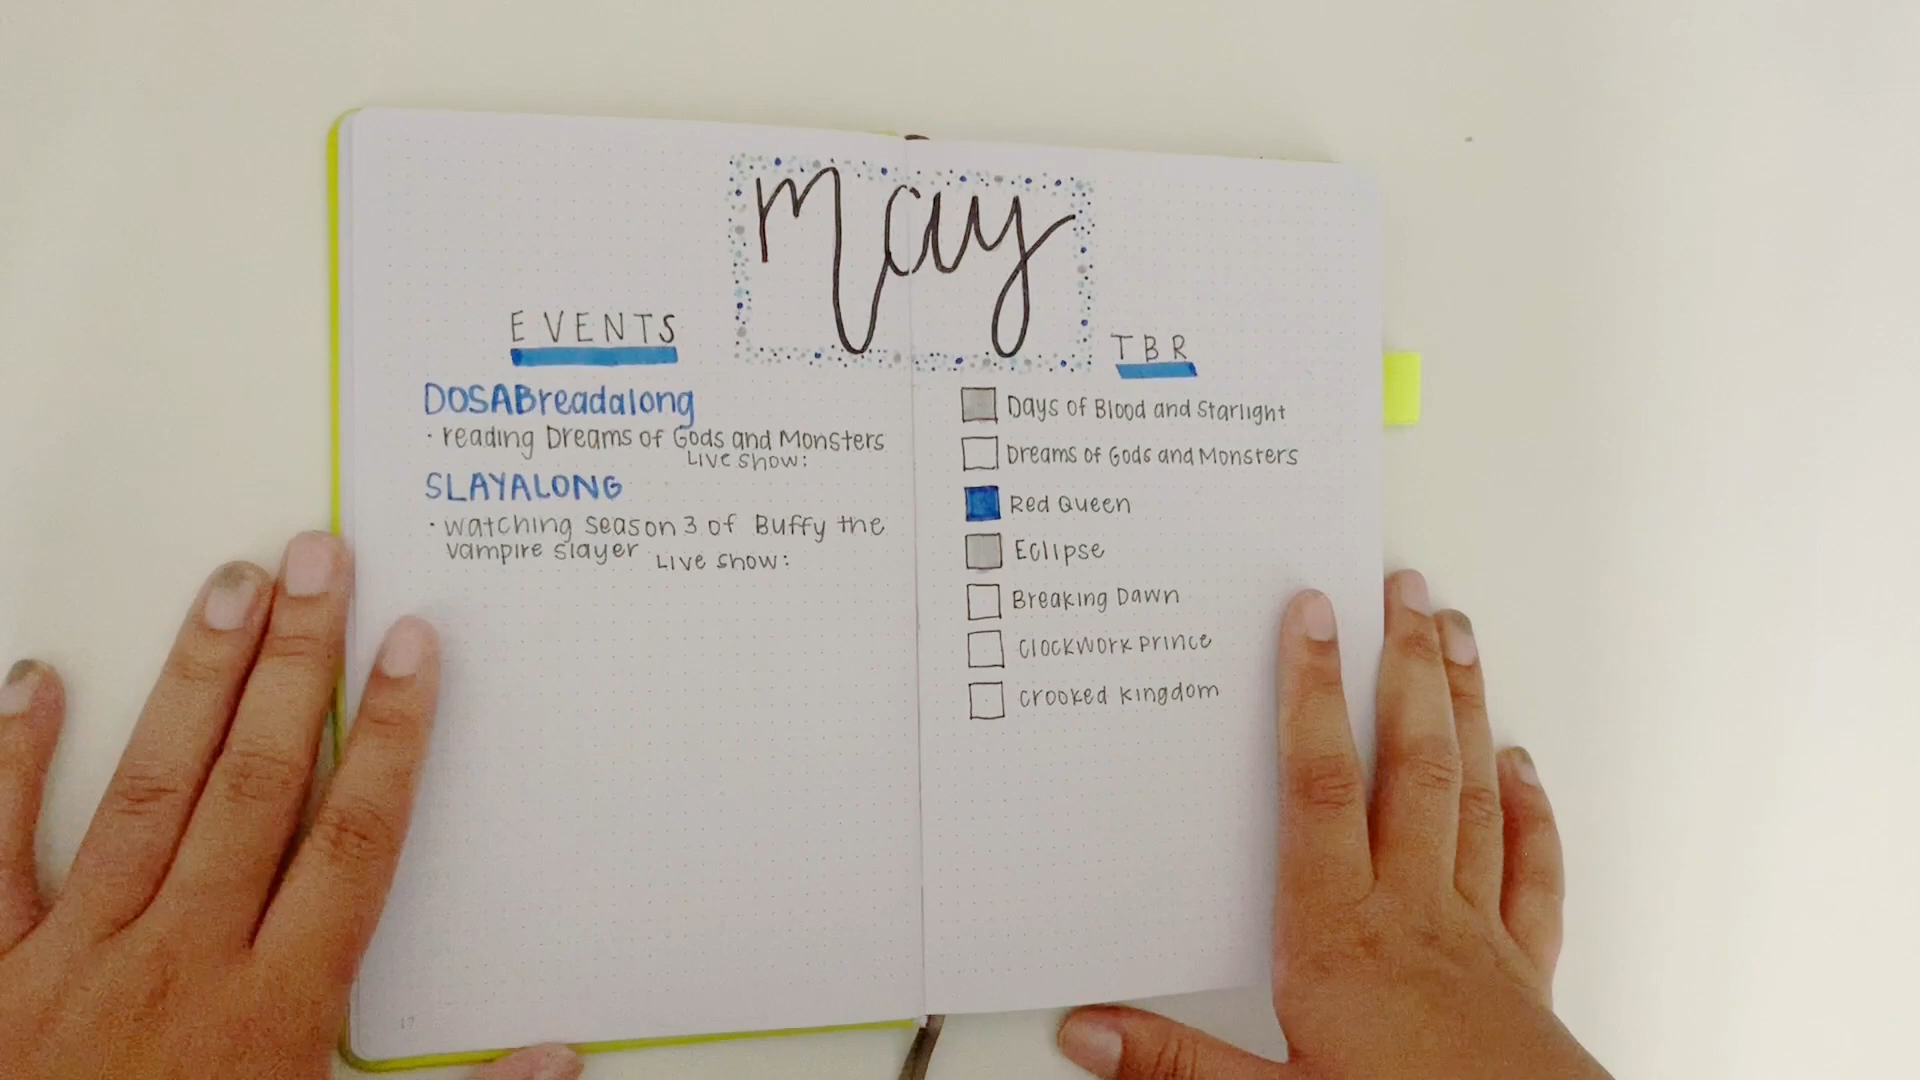 May
EVENTS
DOSABreadalong
· reading Dreams of Gods and Monsters
Live show:
SLAYALONG
· watching season 3 of Buffy the
vampire slayer
Live show:
17
TBR
Days of Blood and Starlight
Dreams of Gods and Monsters
Red Queen
Eclipse
Breaking Dawn
Clockwork Prince
Crooked Kingdom